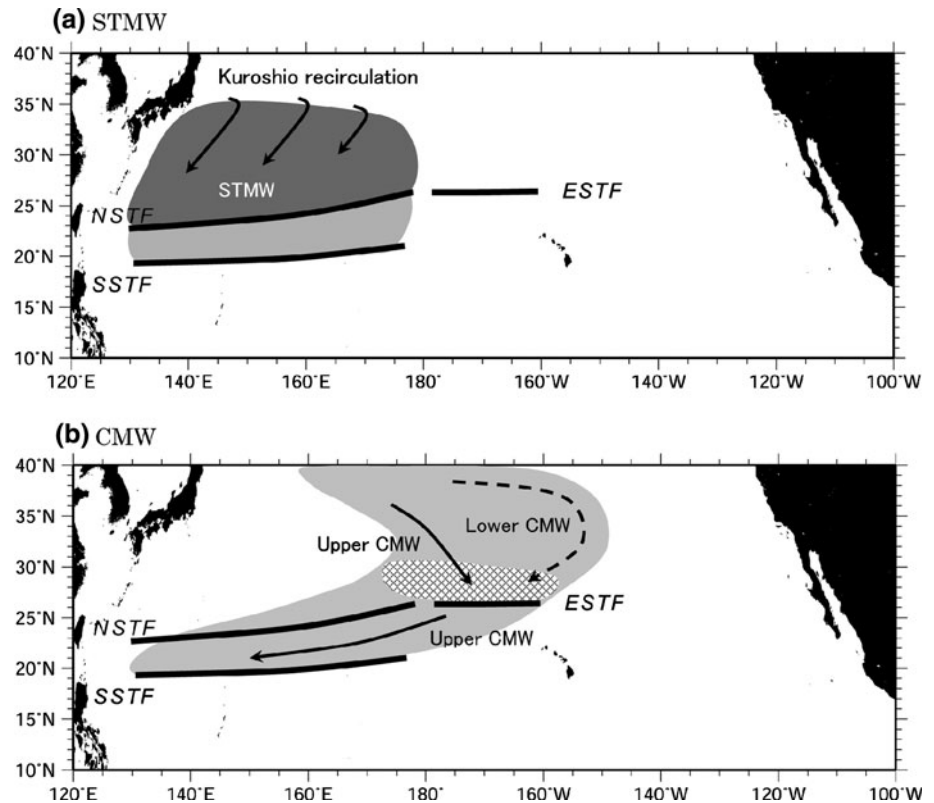 (a) STMW
40°N
35°N
30°N
25°N
20°N
15°N
10°N
Kuroshio recirculation
STMW
NSTF
SSTF
ESTF
120°E 140°E 160°E 180° 160°W 120°W 100°W
(b) CMW
40°N
35°N
30°N
25°N
20°N
15°N
10°N
Lower CMW
Upper CMW
ESTF
NSTF
Upper CMW
SSTF
120°E 140°E 160°E 180° 160°W 120°W 100°W